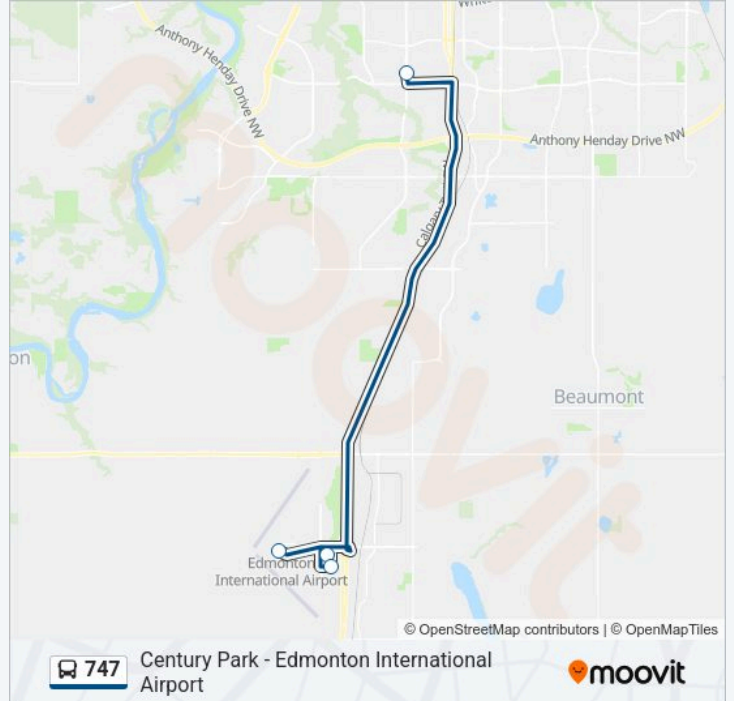 Anthony Henday Drive NW
Anthony Henday Drive NW
on
Beaumont
Edmonton
International Airport
© OpenStreetMap contributors | © OpenMapTiles
747
Century Park - Edmonton International
Airport
moovit